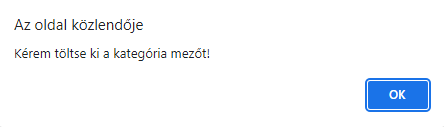 Az oldal közlendője
Kérem töltse ki a kategória mezőt!
OK